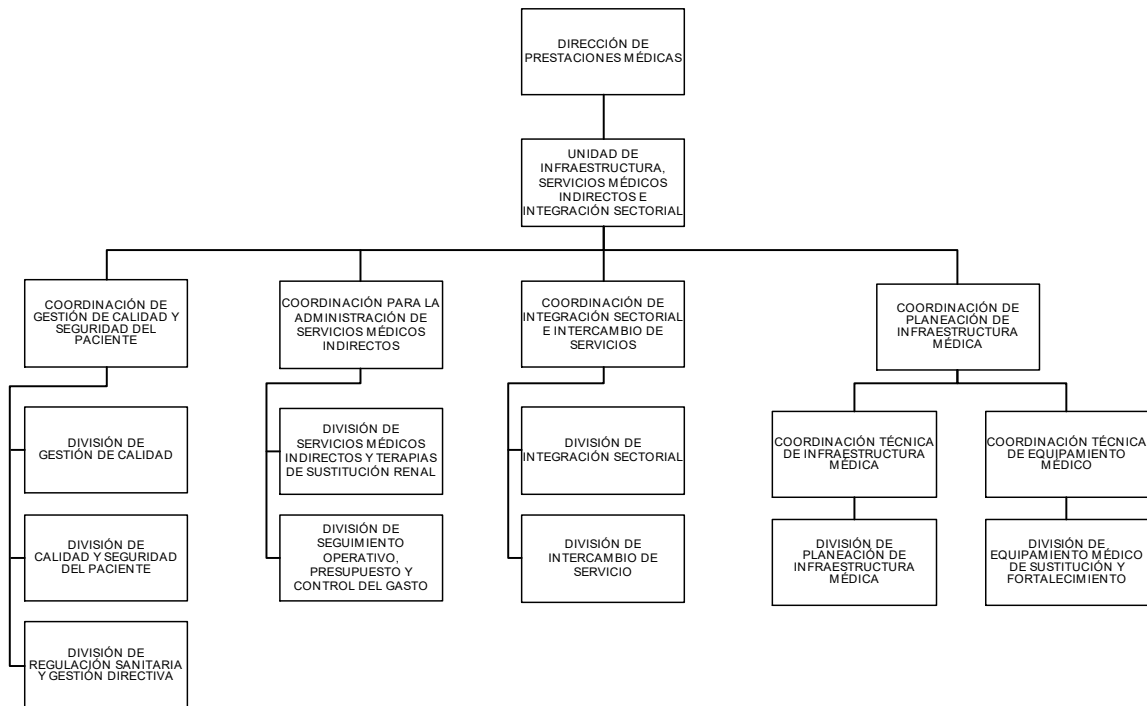 DIRECCIÓN DE
PRESTACIONES MÉDICAS
UNIDAD DE
INFRAESTRUCTURA,
SERVICIOS MÉDICOS
INDIRECTOS E
INTEGRACIÓN SECTORIAL
COORDINACIÓN DE
GESTIÓN DE CALIDAD Y
SEGURIDAD DEL
PACIENTE
COORDINACIÓN PARA LA
ADMINISTRACIÓN DE
SERVICIOS MÉDICOS
INDIRECTOS
COORDINACIÓN DE
INTEGRACIÓN SECTORIAL
E INTERCAMBIO DE
SERVICIOS
COORDINACIÓN DE
PLANEACIÓN DE
INFRAESTRUCTURA
MÉDICA
DIVISIÓN DE
GESTIÓN DE CALIDAD
DIVISIÓN DE
SERVICIOS MÉDICOS
INDIRECTOS Y TERAPIAS
DE SUSTITUCIÓN RENAL
DIVISIÓN DE
INTEGRACIÓN SECTORIAL
COORDINACIÓN TÉCNICA
DE INFRAESTRUCTURA
MÉDICA
COORDINACIÓN TÉCNICA
DE EQUIPAMIENTO
MÉDICO
DIVISIÓN DE
CALIDAD Y SEGURIDAD
DEL PACIENTE
DIVISIÓN DE
SEGUIMIENTO
OPERATIVO,
PRESUPUESTO Y
CONTROL DEL GASTO
DIVISIÓN DE
INTERCAMBIO DE
SERVICIO
DIVISIÓN DE
PLANEACIÓN DE
INFRAESTRUCTURA
MÉDICA
DIVISIÓN DE
EQUIPAMIENTO MÉDICO
DE SUSTITUCIÓN Y
FORTALECIMIENTO
DIVISIÓN DE
REGULACIÓN SANITARIA
Y GESTIÓN DIRECTIVA